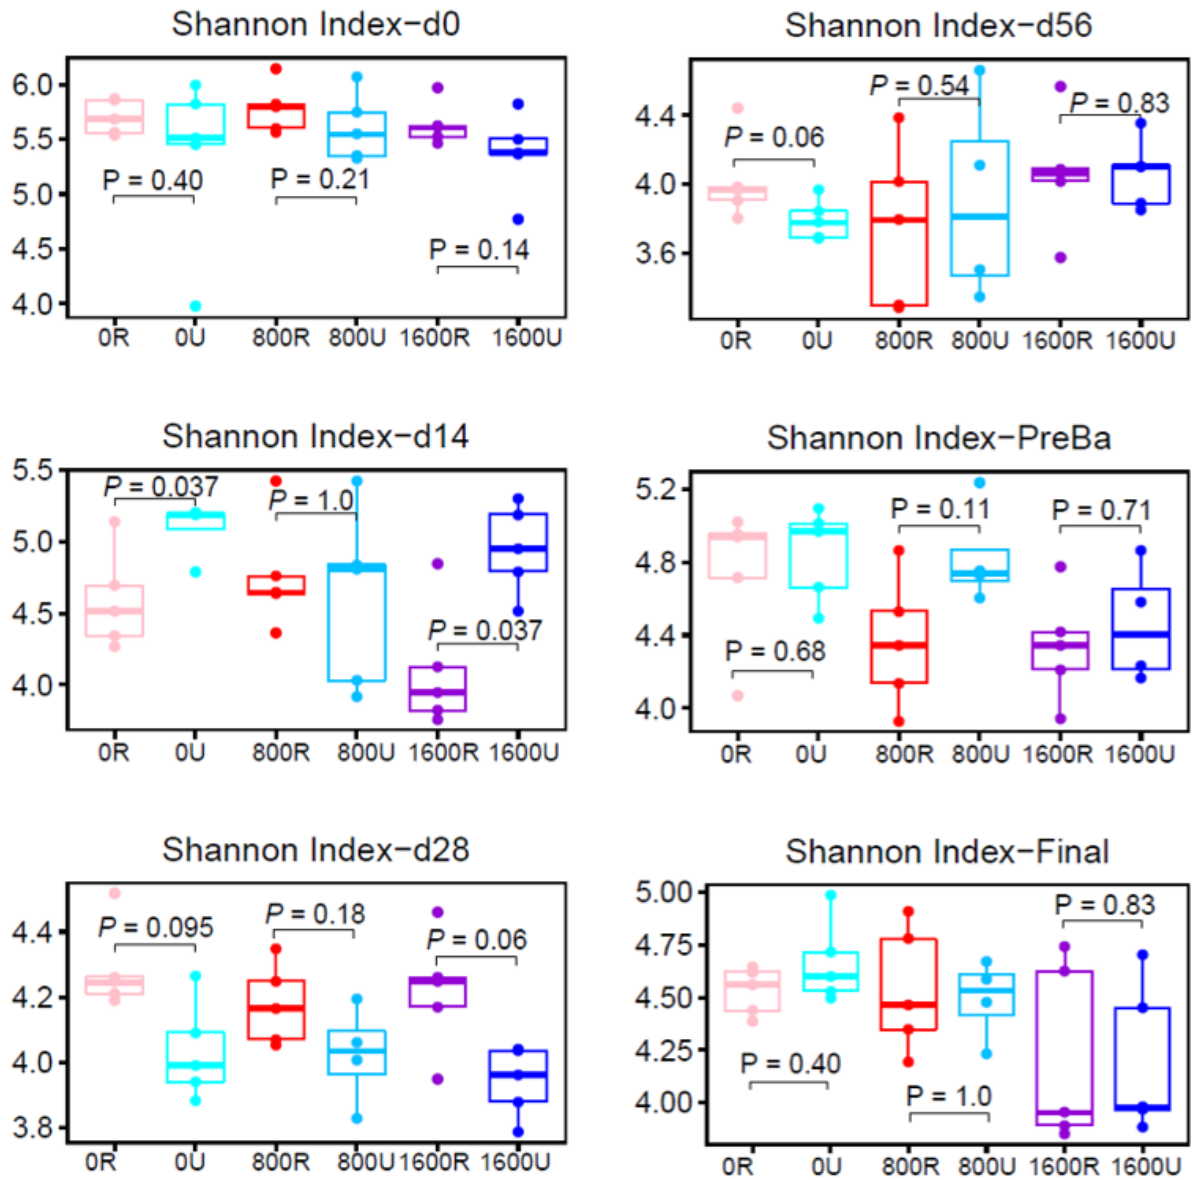 Shannon Index−d0
6.0
5.5
5.0
4.5
4.0
P = 0.40
P = 0.21
P = 0.14
0R 0U 800R 800U 1600R 1600U
Shannon Index−d56
4.4
4.0
3.6
P = 0.06
P = 0.54
P = 0.83
0R 0U 800R 800U 1600R 1600U
Shannon Index−d14
5.5
5.0
4.5
4.0
P = 0.037
P = 1.0
P = 0.037
0R 0U 800R 800U 1600R 1600U
Shannon Index−PreBa
5.2
4.8
4.4
4.0
P = 0.68
P = 0.11
P = 0.71
0R 0U 800R 800U 1600R 1600U
Shannon Index−d28
4.4
4.2
4.0
3.8
P = 0.095
P = 0.18
P = 0.06
0R 0U 800R 800U 1600R 1600U
Shannon Index−Final
5.00
4.75
4.50
4.25
4.00
P = 0.40
P = 1.0
P = 0.83
0R 0U 800R 800U 1600R 1600U